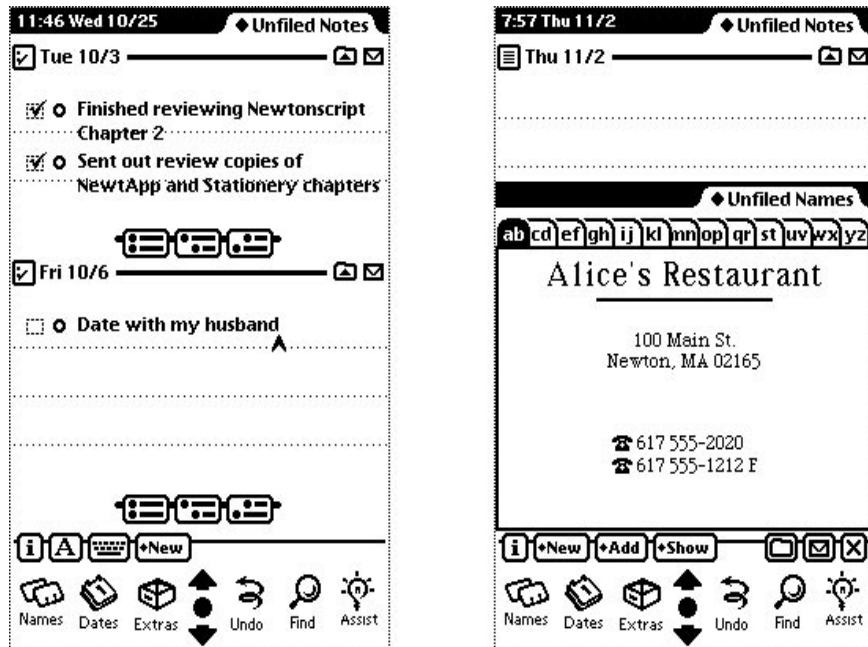 11:46 Wed 10/25
Unfiled Notes
Tue 10/3
Finished reviewing Newtonscript
Chapter 2
Sent out review copies of
NewtApp and Stationery chapters
Fri 10/6
Date with my husband
i A New
Names Dates Extras Undo Find Assist
7:57 Thu 11/2
Unfiled Notes
Thu 11/2
Unfiled Names
ab cd ef gh ij kl mn op qr st uv wx yz
Alice's Restaurant
100 Main St.
Newton, MA 02165
617 555-2020
617 555-1212 F
i New Add Show X
Names Dates Extras Undo Find Assist